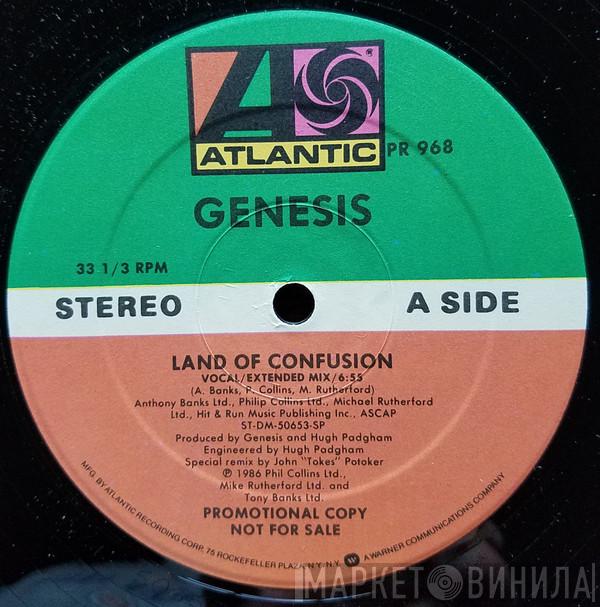 ATLANTIC
®
PR 968
GENESIS
33 1/3 RPM
STEREO
A SIDE
LAND OF CONFUSION
VOCAL/EXTENDED MIX/6:55
(A. Banks, P. Collins, M. Rutherford)
Anthony Banks Ltd., Philip Collins Ltd., Michael Rutherford
Ltd., Hit & Run Music Publishing Inc., ASCAP
ST-DM-50653-SP
Produced by Genesis and Hugh Padgham
Engineered by Hugh Padgham
Special remix by John "Tokes" Potoker
℗ 1986 Phil Collins Ltd.,
Mike Rutherford Ltd. and
Tony Banks Ltd.
PROMOTIONAL COPY
NOT FOR SALE
MFG. BY ATLANTIC RECORDING CORP., 75 ROCKEFELLER PLAZA, N.Y., N.Y. A WARNER COMMUNICATIONS COMPANY
МАРКЕТ ВИНИЛА